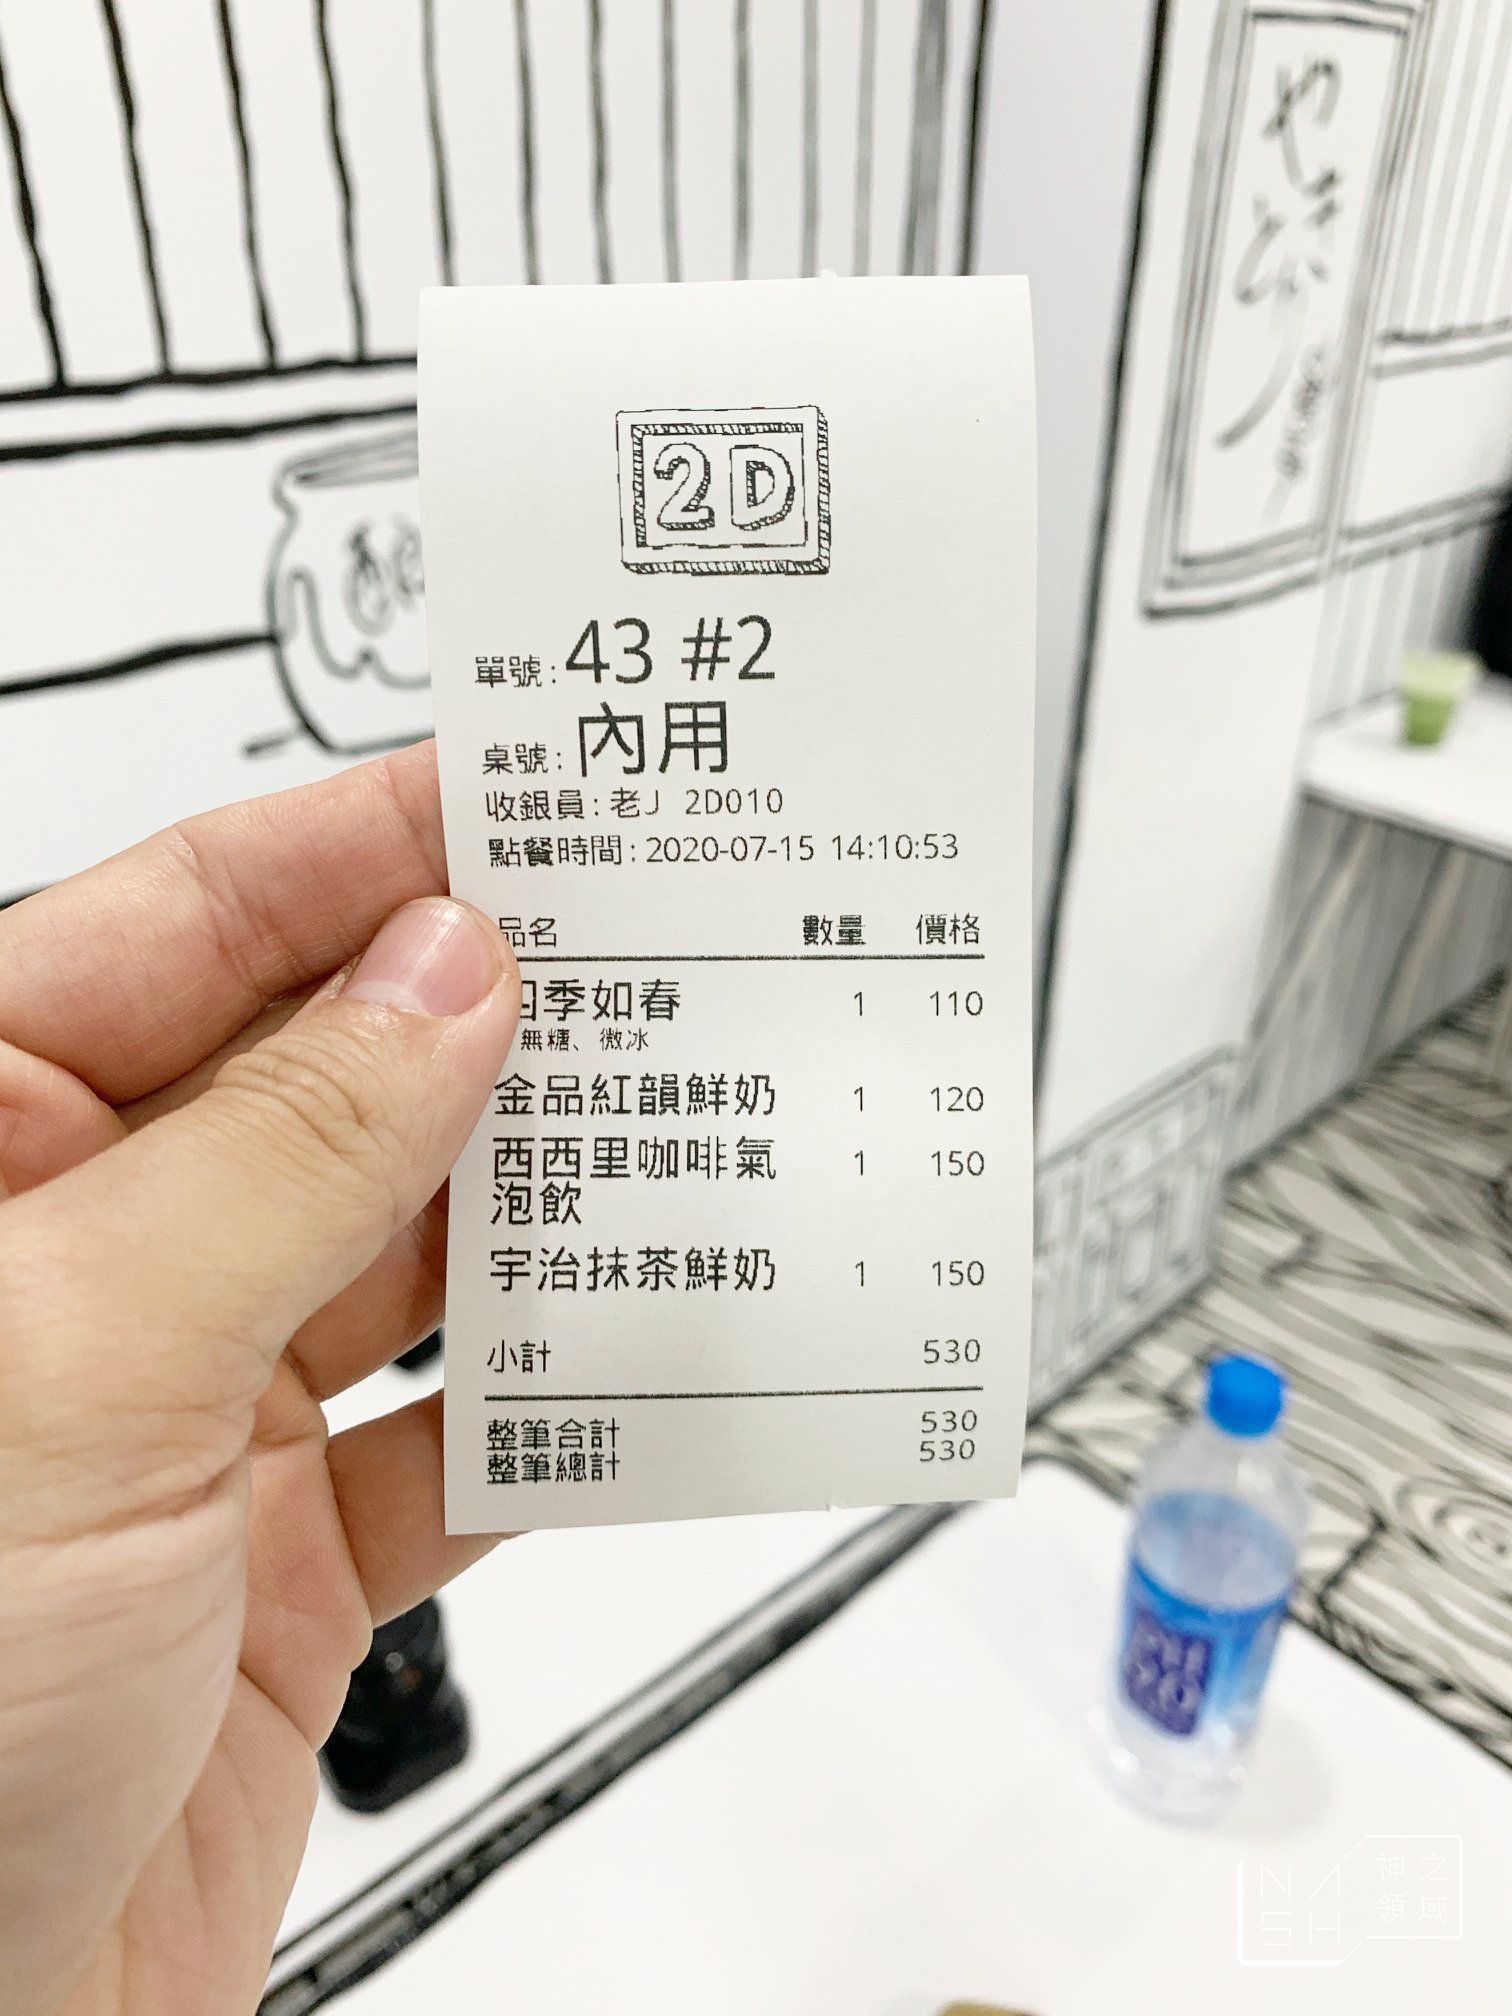 2D
單號:43 #2
桌號:內用
收銀員:老J 2D010
點餐時間:2020-07-15 14:10:53
品名 數量 價格
四季如春 1 110
無糖、微冰
金品紅韻鮮奶 1 120
西西里咖啡氣 1 150
泡飲
宇治抹茶鮮奶 1 150
小計 530
整筆合計 530
整筆總計 530
NASH 神之領域